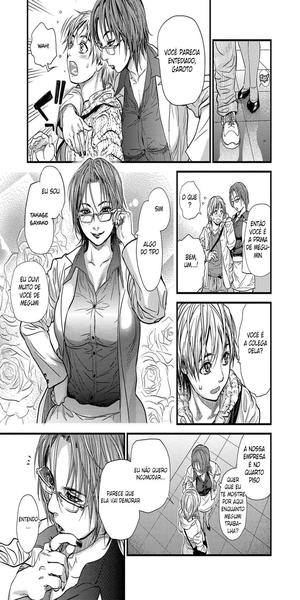 WAH!
VOCÊ PARECIA
ENTEDIADO,
GAROTO
O QUE
?
BEM,
UM...!
ENTÃO
VOCÊ É
A PRIMA
DE
MEGU-
MIN
EU SOU
TAKASE
SAYAKO
SIM
ALGO
DO TIPO
EU OUVI
MUITO DE
VOCÊ DE
MEGUMI
VOCÊ É
A COLEGA
DELA?
A NOSSA
EMPRESA
É NO
QUARTO
PISO
QUER
QUE EU
TE MOSTRE
POR AQUI
ENQUANTO
MEGUMI
TRABA-
LHA?
EU NÃO QUERO
INCOMODAR...
PARECE QUE
ELA VAI DEMORAR
ENTENDO...